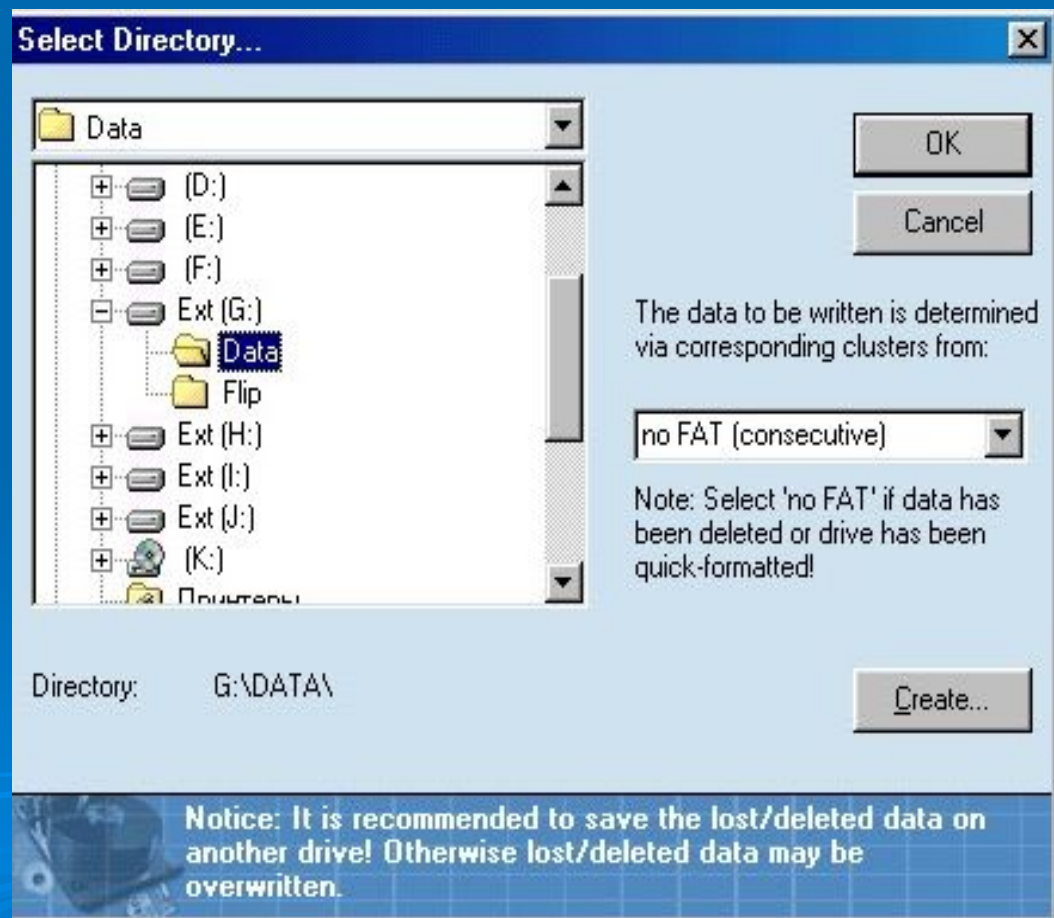 Select Directory...
Data
(D:)
(E:)
(F:)
Ext (G:)
Data
Flip
Ext (H:)
Ext (I:)
Ext (J:)
(K:)
Принтеры
Directory: G:\DATA\
OK
Cancel
The data to be written is determined
via corresponding clusters from:
no FAT (consecutive)
Note: Select 'no FAT' if data has
been deleted or drive has been
quick-formatted!
Create...
Notice: It is recommended to save the lost/deleted data on
another drive! Otherwise lost/deleted data may be
overwritten.